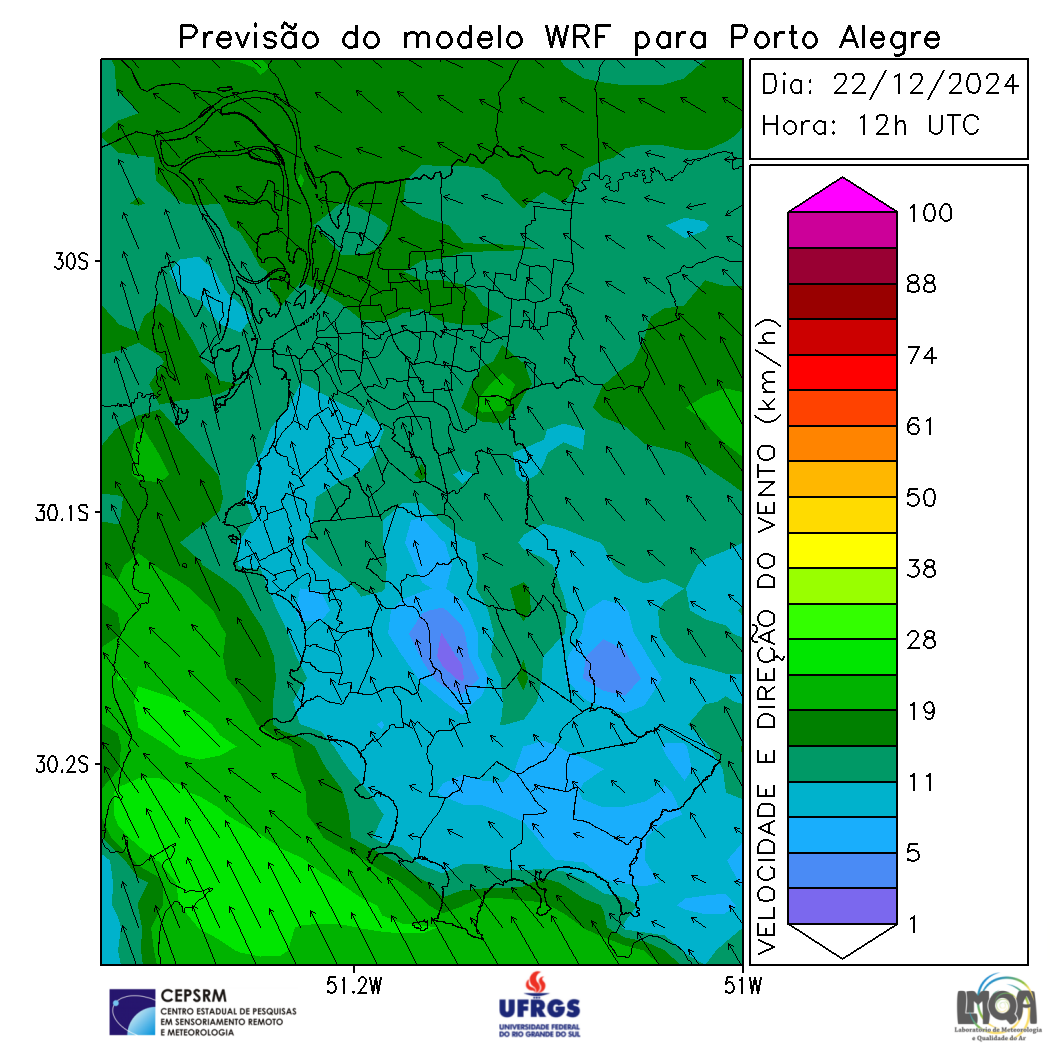 Previsão do modelo WRF para Porto Alegre
Dia: 22/12/2024
Hora: 12h UTC
30S
30.1S
30.2S
51.2W
51W
VELOCIDADE E DIREÇÃO DO VENTO (km/h)
100
88
74
61
50
38
28
19
11
5
1
CEPSRM
CENTRO ESTADUAL DE PESQUISAS
EM SENSORIAMENTO REMOTO
E METEOROLOGIA
UFRGS
UNIVERSIDADE FEDERAL
DO RIO GRANDE DO SUL
LMQA
Laboratório de Meteorologia
e Qualidade do Ar